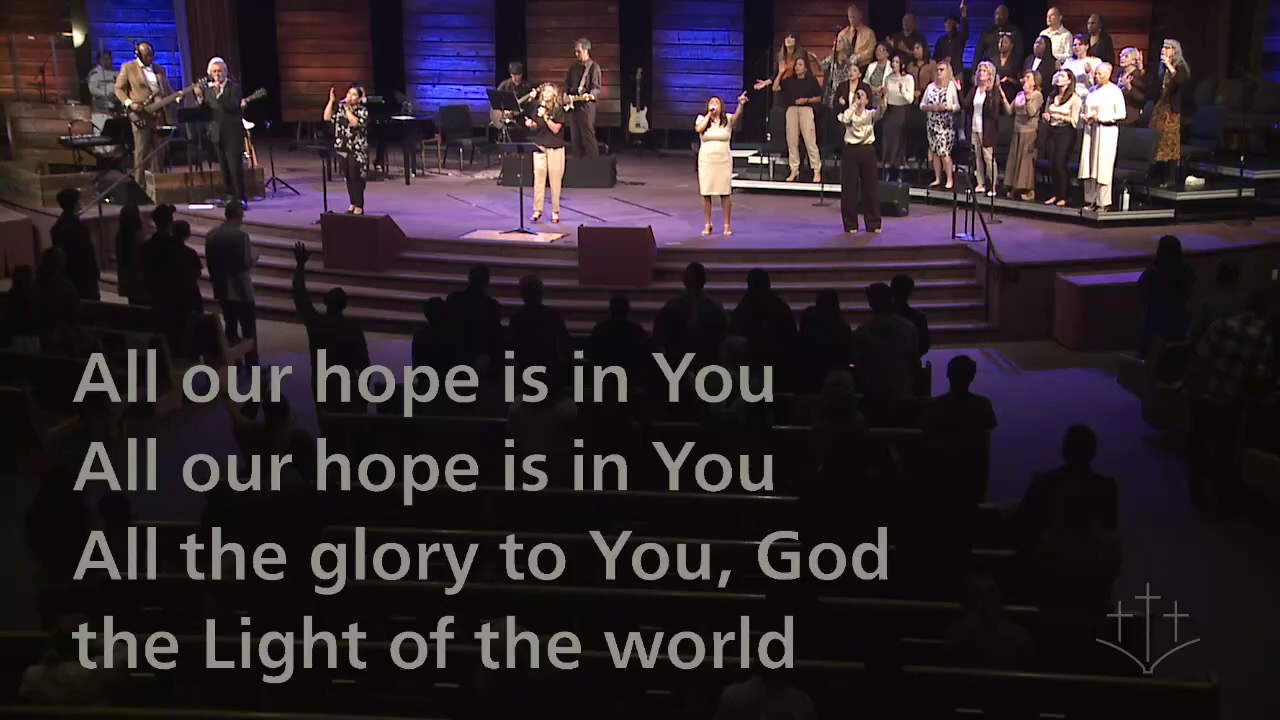 All our hope is in You
All our hope is in You
All the glory to You, God
the Light of the world